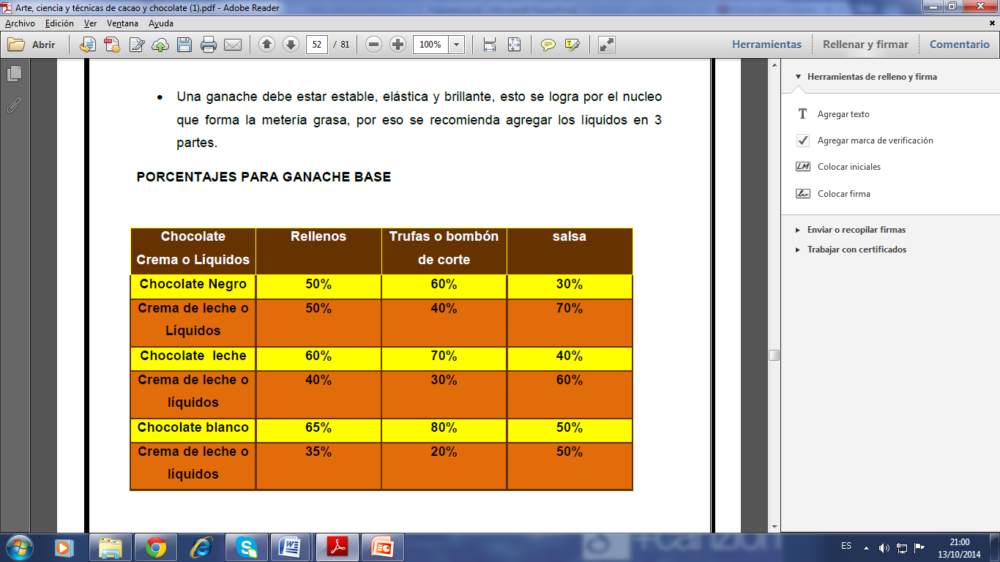 Arte, ciencia y técnicas de cacao y chocolate (1).pdf - Adobe Reader
Archivo Edición Ver Ventana Ayuda
Abrir 52 / 81 100% Herramientas Rellenar y firmar Comentario
Herramientas de relleno y firma
Agregar texto
Agregar marca de verificación
Colocar iniciales
Colocar firma
Enviar o recopilar firmas
Trabajar con certificados
• Una ganache debe estar estable, elástica y brillante, esto se logra por el nucleo
que forma la metería grasa, por eso se recomienda agregar los líquidos en 3
partes.
PORCENTAJES PARA GANACHE BASE
Chocolate Rellenos Trufas o bombón salsa
Crema o Líquidos de corte
Chocolate Negro 50% 60% 30%
Crema de leche o 50% 40% 70%
Líquidos
Chocolate leche 60% 70% 40%
Crema de leche o 40% 30% 60%
líquidos
Chocolate blanco 65% 80% 50%
Crema de leche o 35% 20% 50%
líquidos
ES 21:00
13/10/2014